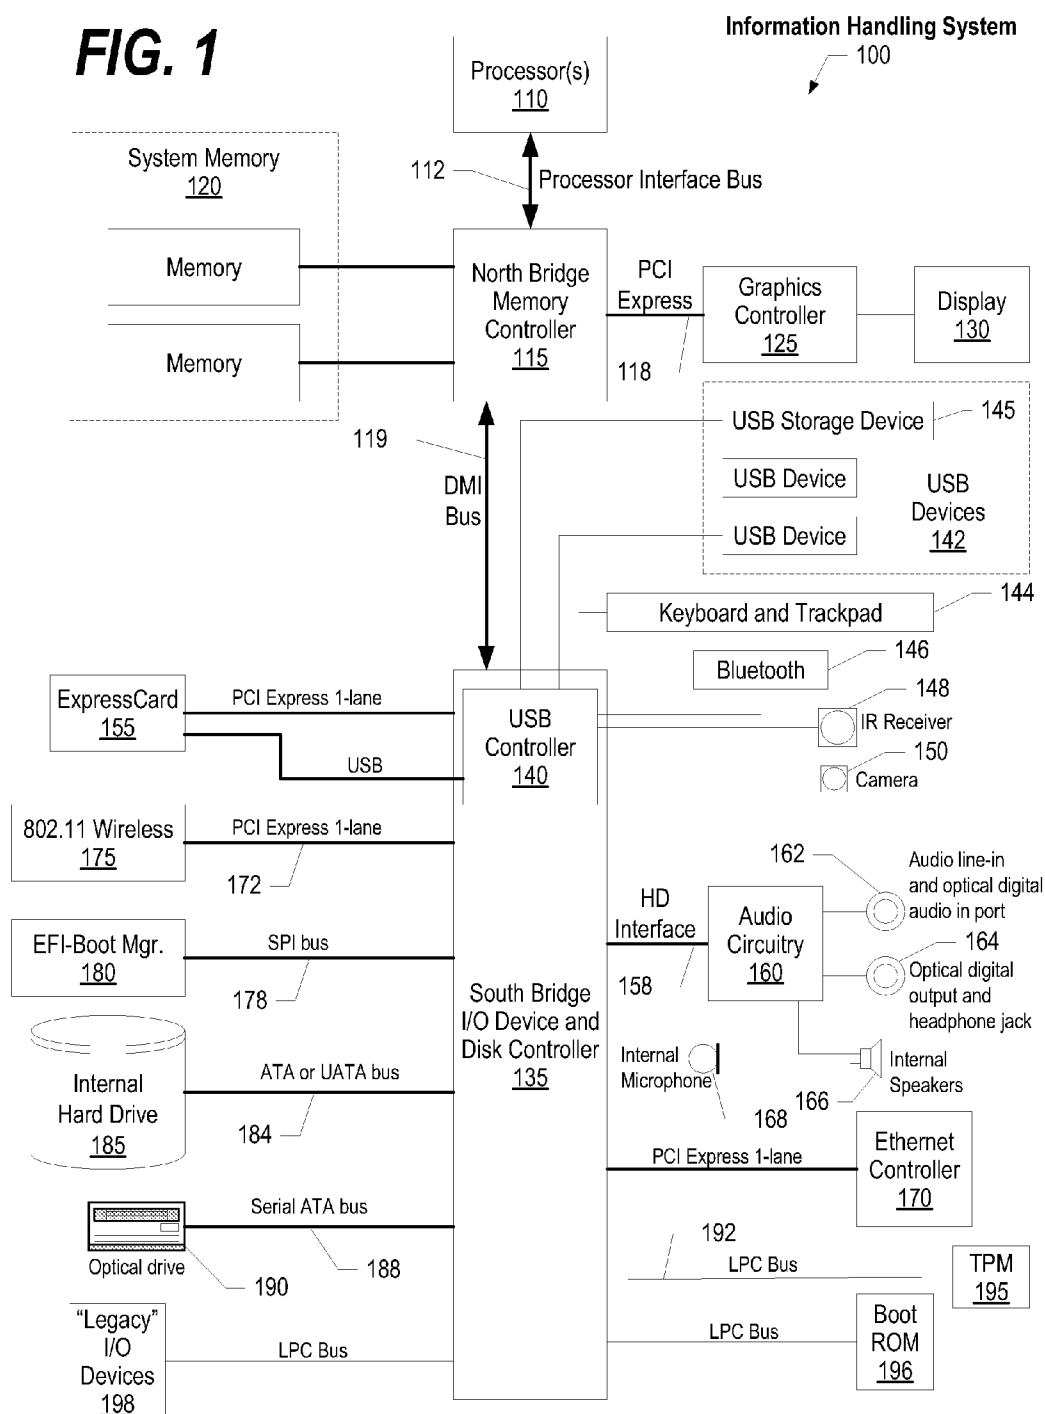 FIG. 1
Information Handling System
100
Processor(s)
110
112
Processor Interface Bus
System Memory
120
Memory
Memory
North Bridge
Memory
Controller
115
PCI
Express
118
Graphics
Controller
125
Display
130
119
DMI
Bus
USB Storage Device
145
USB Device
USB Device
USB
Devices
142
Keyboard and Trackpad
144
Bluetooth
146
148
IR Receiver
150
Camera
ExpressCard
155
PCI Express 1-lane
USB
USB
Controller
140
802.11 Wireless
175
PCI Express 1-lane
172
EFI-Boot Mgr.
180
SPI bus
178
HD
Interface
158
Audio
Circuitry
160
162
Audio line-in
and optical digital
audio in port
164
Optical digital
output and
headphone jack
South Bridge
I/O Device and
Disk Controller
135
Internal
Hard Drive
185
ATA or UATA bus
184
Internal
Microphone
168
166
Internal
Speakers
PCI Express 1-lane
Ethernet
Controller
170
Optical drive
190
Serial ATA bus
188
192
LPC Bus
TPM
195
"Legacy"
I/O
Devices
198
LPC Bus
LPC Bus
Boot
ROM
196